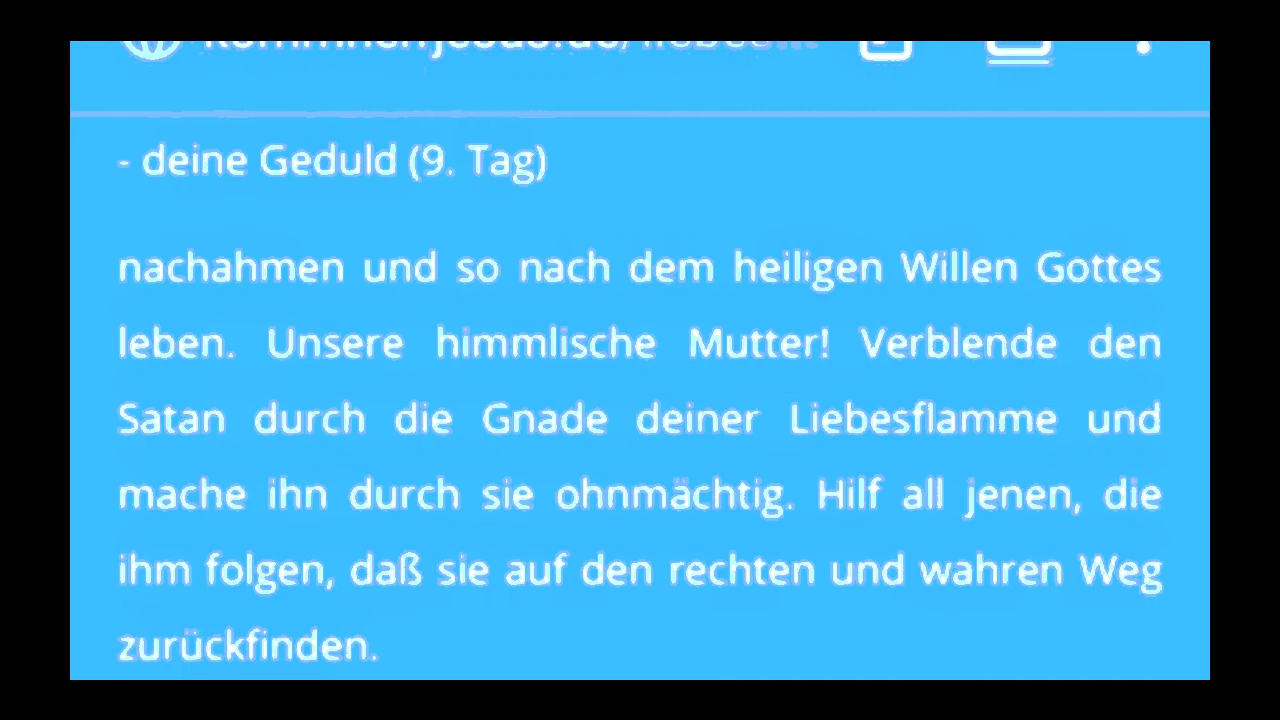 - deine Geduld (9. Tag)
nachahmen und so nach dem heiligen Willen Gottes
leben. Unsere himmlische Mutter! Verblende den
Satan durch die Gnade deiner Liebesflamme und
mache ihn durch sie ohnmächtig. Hilf all jenen, die
ihm folgen, daß sie auf den rechten und wahren Weg
zurückfinden.